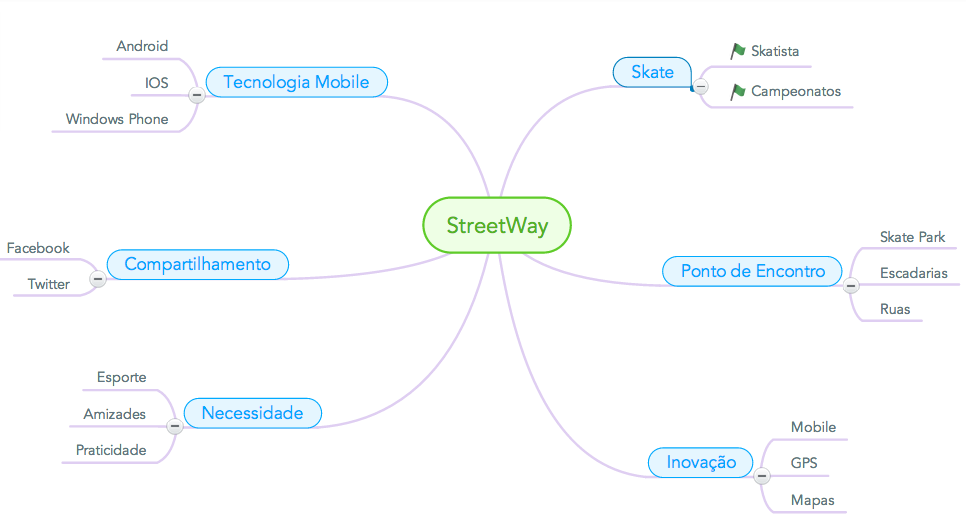 Android
IOS
Windows Phone
Tecnologia Mobile
Skate
Skatista
Campeonatos
StreetWay
Facebook
Twitter
Compartilhamento
Ponto de Encontro
Skate Park
Escadarias
Ruas
Esporte
Amizades
Praticidade
Necessidade
Inovação
Mobile
GPS
Mapas